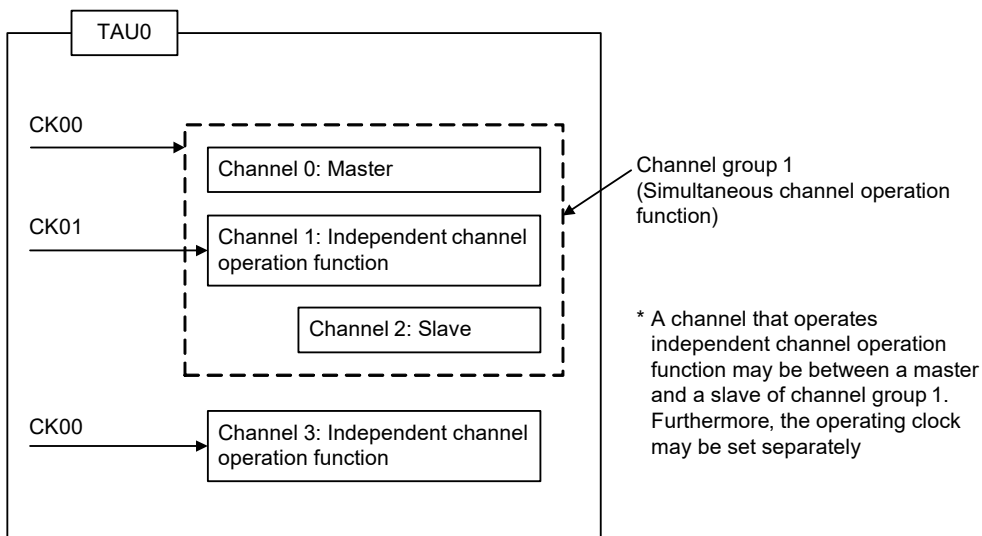 TAU0
CK00
Channel 0: Master
CK01
Channel 1: Independent channel
operation function
Channel 2: Slave
CK00
Channel 3: Independent channel
operation function
Channel group 1
(Simultaneous channel operation
function)
* A channel that operates
independent channel operation
function may be between a master
and a slave of channel group 1.
Furthermore, the operating clock
may be set separately